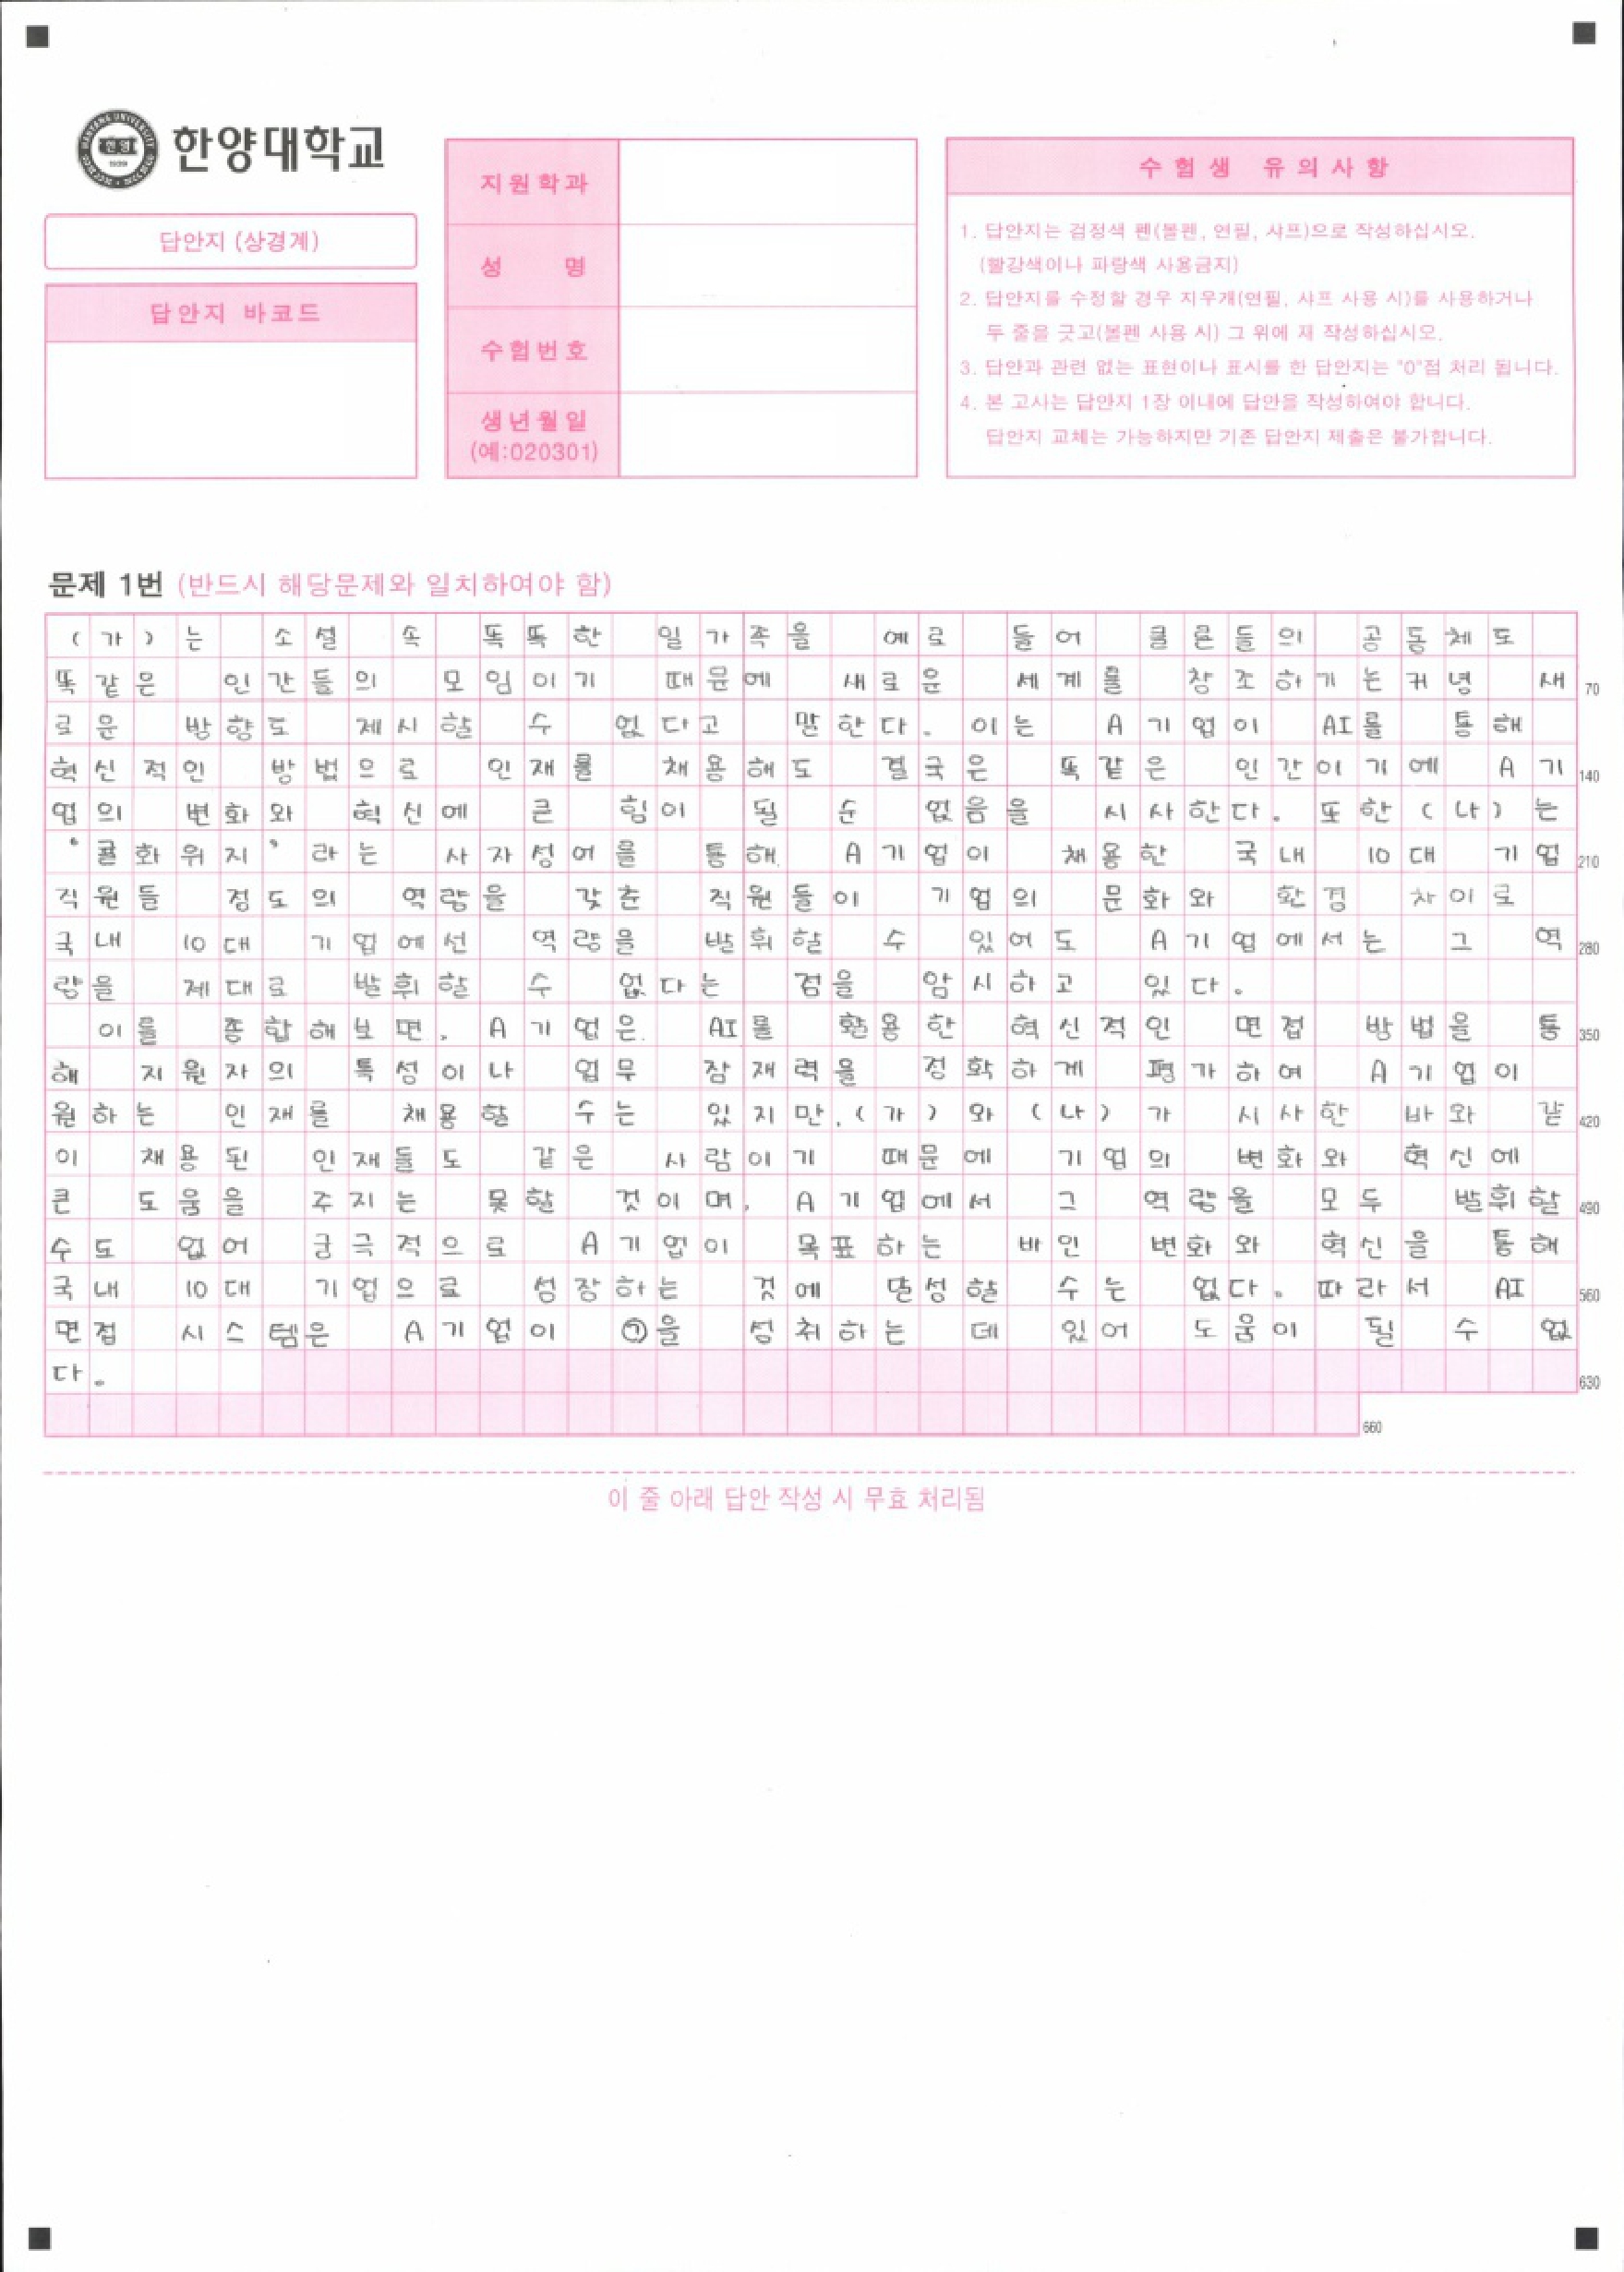 한양대학교
답안지 (상경계)
답안지 바코드
지원학과
성 명
수험번호
생년월일
(예:020301)
수 험 생 유 의 사 항
1. 답안지는 검정색 펜(볼펜, 연필, 샤프)으로 작성하십시오.
(빨강색이나 파랑색 사용금지)
2. 답안지를 수정할 경우 지우개(연필, 샤프 사용 시)를 사용하거나
두 줄을 긋고(볼펜 사용 시) 그 위에 재 작성하십시오.
3. 답안과 관련 없는 표현이나 표시를 한 답안지는 "0"점 처리 됩니다.
4. 본 고사는 답안지 1장 이내에 답안을 작성하여야 합니다.
답안지 교체는 가능하지만 기존 답안지 제출은 불가합니다.
문제 1번 (반드시 해당문제와 일치하여야 함)
(가)는 소설 속 똑똑한 일가족을 예로 들어 클론들의 공동체도
똑같은 인간들의 모임이기 때문에 새로운 세계를 창조하기는커녕 새 70
로운 방향도 제시할 수 없다고 말한다. 이는 A기업이 AI를 통해
혁신적인 방법으로 인재를 채용해도 결국은 똑같은 인간이기에 A기 140
업의 변화와 혁신에 큰 힘이 될 순 없음을 시사한다. 또한 (나)는
'귤화위지'라는 사자성어를 통해 A기업이 채용한 국내 10대 기업 210
직원들 정도의 역량을 갖춘 직원들이 기업의 문화와 환경 차이로
국내 10대 기업에선 역량을 발휘할 수 있어도 A기업에서는 그 역 280
량을 제대로 발휘할 수 없다는 점을 암시하고 있다.
이를 종합해보면, A기업은 AI를 활용한 혁신적인 면접 방법을 통 350
해 지원자의 특성이나 업무 잠재력을 정확하게 평가하여 A기업이
원하는 인재를 채용할 수는 있지만, (가)와 (나)가 시사한 바와 같 420
이 채용된 인재들도 같은 사람이기 때문에 기업의 변화와 혁신에
큰 도움을 주지는 못할 것이며, A기업에서 그 역량을 모두 발휘할 490
수도 없어 궁극적으로 A기업이 목표하는 바인 변화와 혁신을 통해
국내 10대 기업으로 성장하는 것에 달성할 수는 없다. 따라서 AI 560
면접 시스템은 A기업이 ㉠을 성취하는 데 있어 도움이 될 수 없
다. 630
660
이 줄 아래 답안 작성 시 무효 처리됨